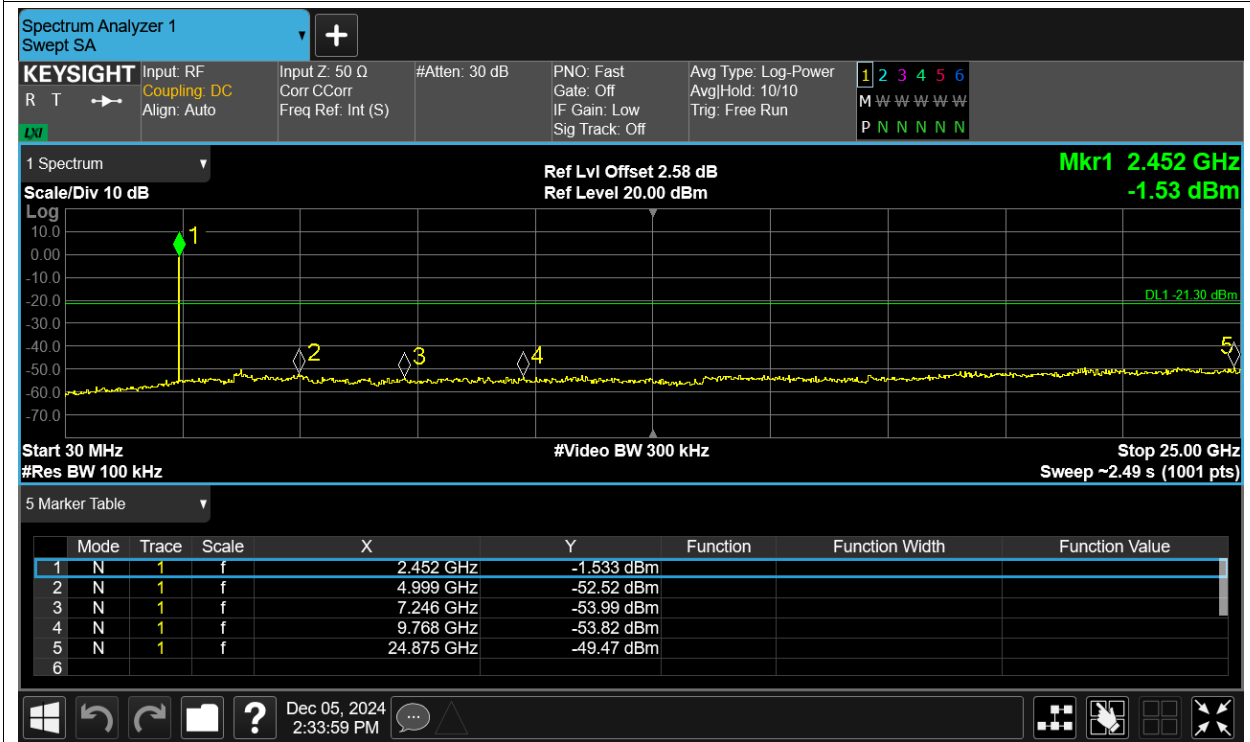 Spectrum Analyzer 1
Swept SA
+
KEYSIGHT
R T
LXI
Input: RF
Coupling: DC
Align: Auto
Input Z: 50 Ω
Corr CCorr
Freq Ref: Int (S)
#Atten: 30 dB
PNO: Fast
Gate: Off
IF Gain: Low
Sig Track: Off
Avg Type: Log-Power
Avg|Hold: 10/10
Trig: Free Run
1 2 3 4 5 6
M W W W W W
P N N N N N
1 Spectrum
Scale/Div 10 dB
Ref Lvl Offset 2.58 dB
Ref Level 20.00 dBm
Mkr1 2.452 GHz
-1.53 dBm
Log
10.0
0.00
-10.0
-20.0
-30.0
-40.0
-50.0
-60.0
-70.0
1
2
3
4
5
DL1 -21.30 dBm
Start 30 MHz
#Video BW 300 kHz
Stop 25.00 GHz
#Res BW 100 kHz
Sweep ~2.49 s (1001 pts)
5 Marker Table
Mode Trace Scale X Y Function Function Width Function Value
1 N 1 f 2.452 GHz -1.533 dBm
2 N 1 f 4.999 GHz -52.52 dBm
3 N 1 f 7.246 GHz -53.99 dBm
4 N 1 f 9.768 GHz -53.82 dBm
5 N 1 f 24.875 GHz -49.47 dBm
6
?
Dec 05, 2024
2:33:59 PM